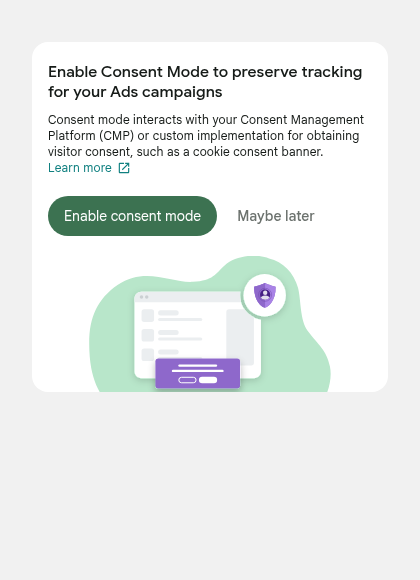 Enable Consent Mode to preserve tracking
for your Ads campaigns
Consent mode interacts with your Consent Management
Platform (CMP) or custom implementation for obtaining
visitor consent, such as a cookie consent banner.
Learn more
Enable consent mode
Maybe later